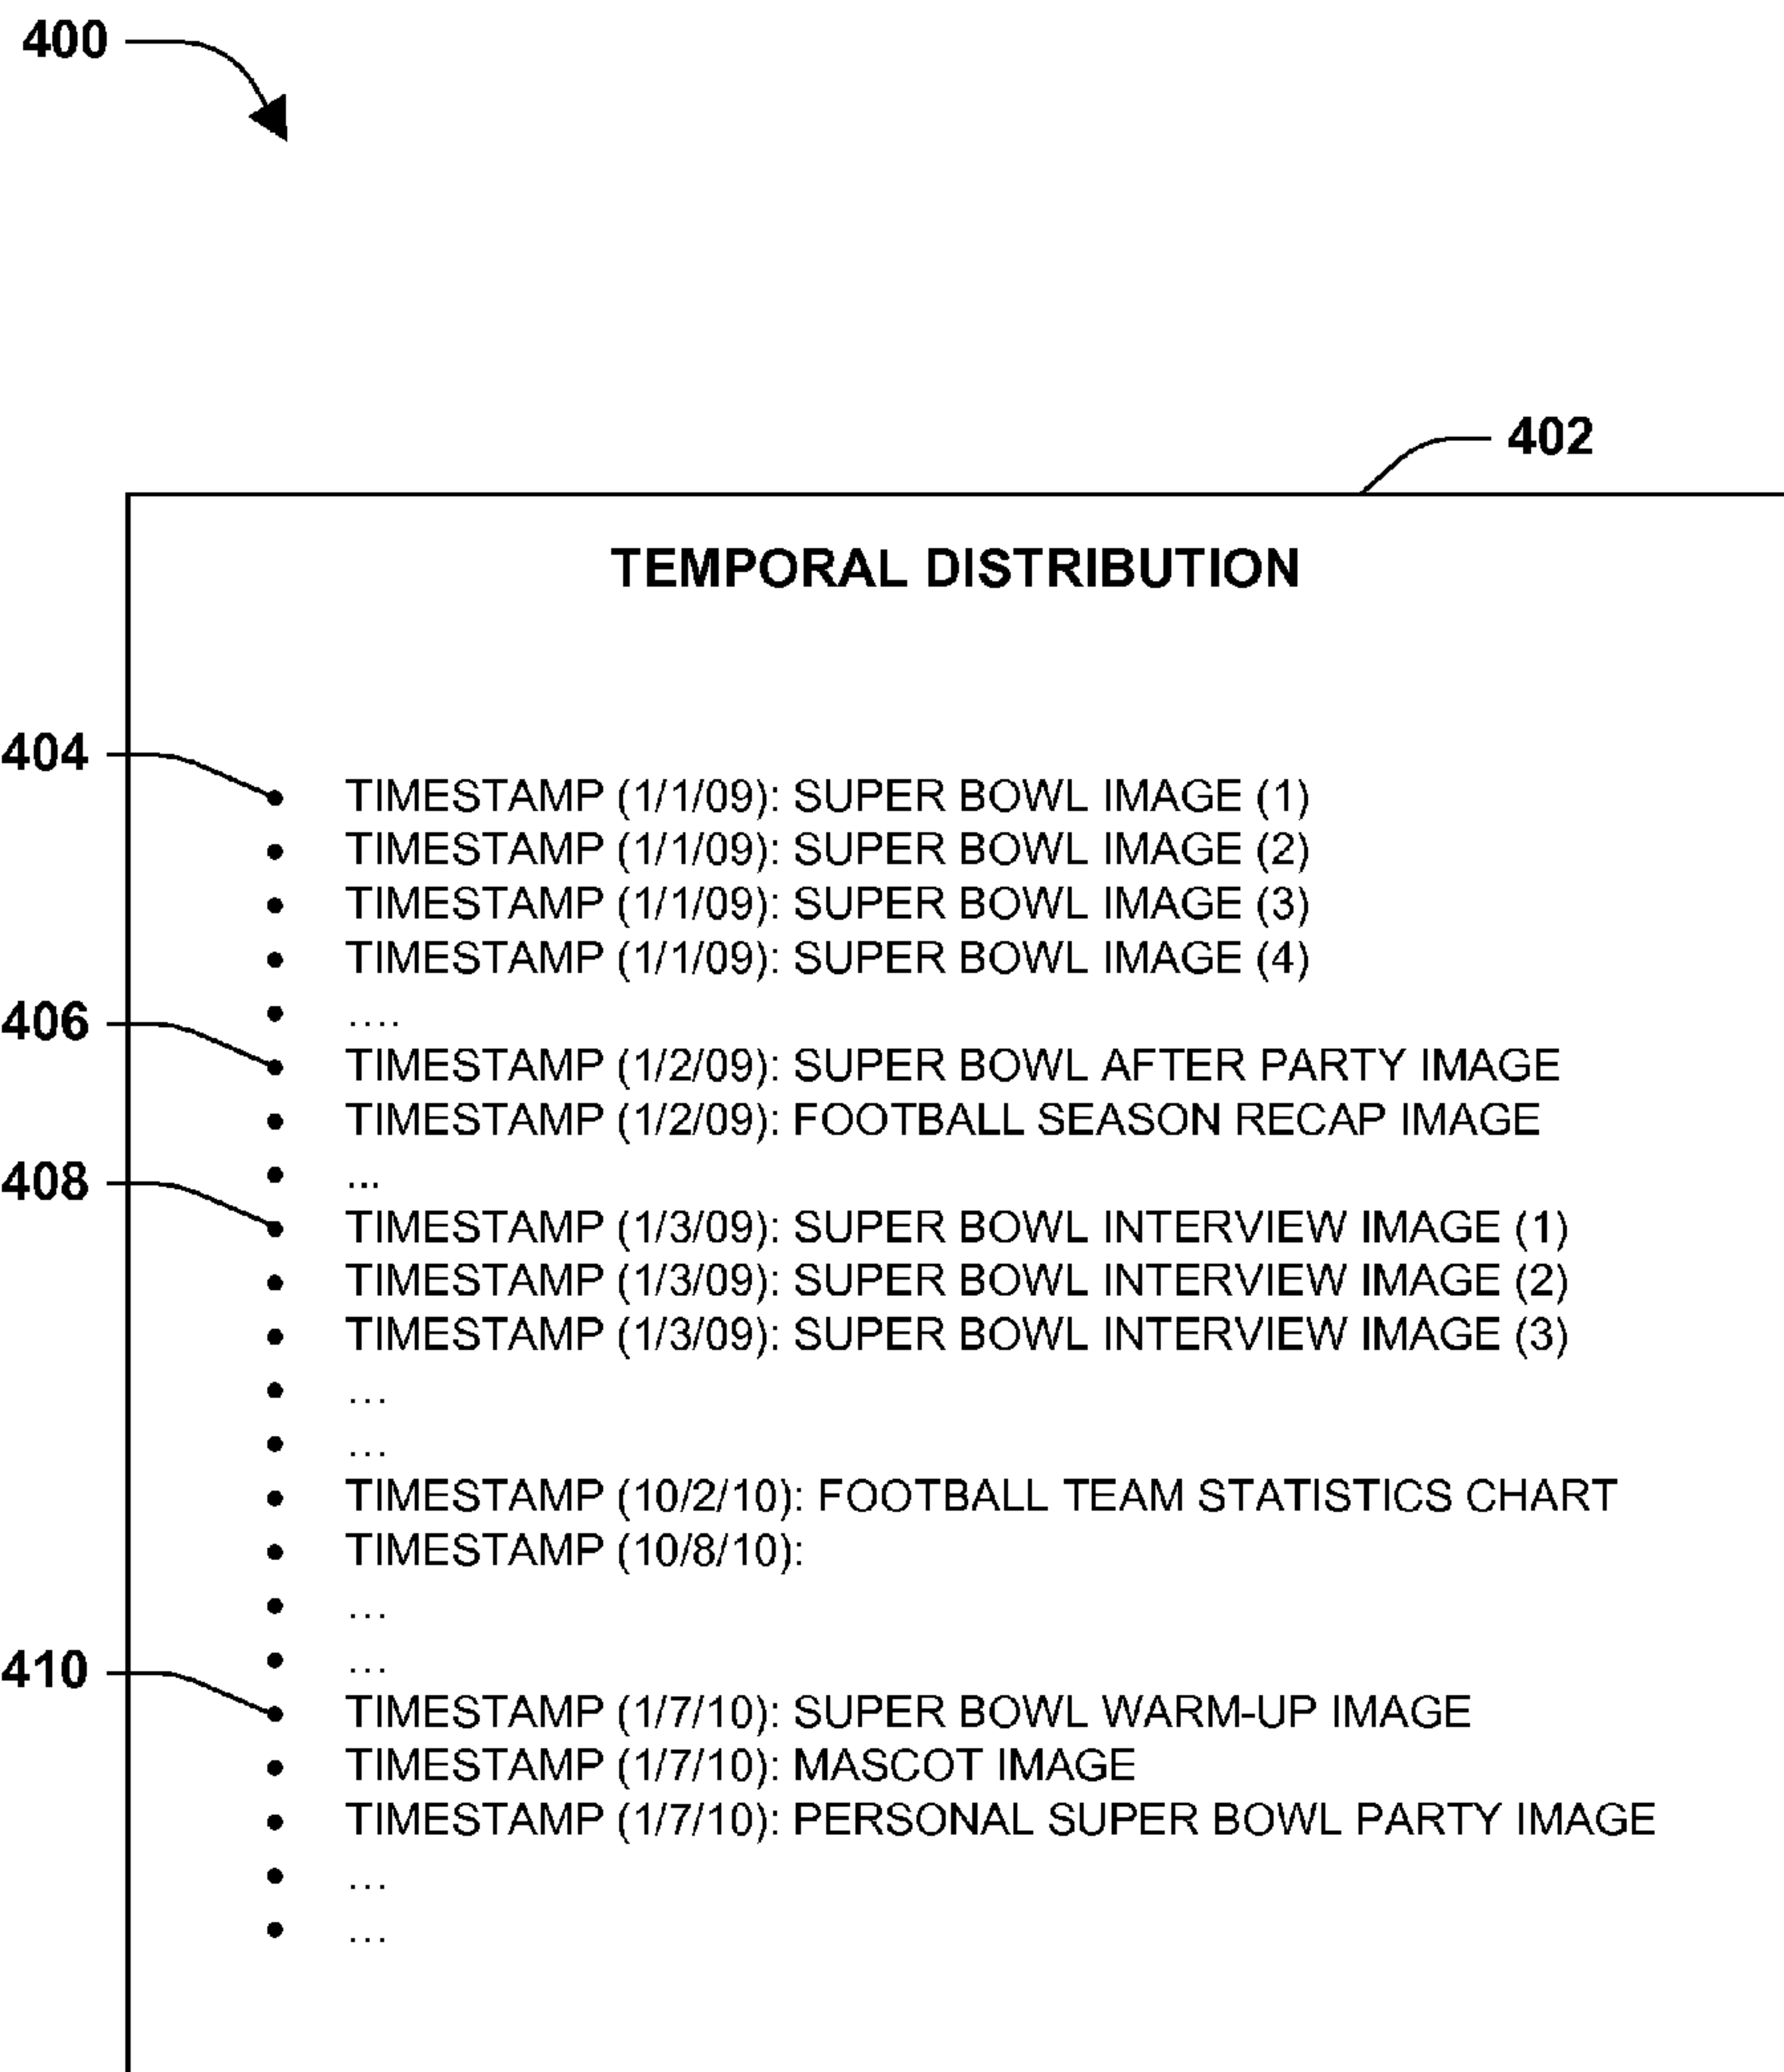 400
402
TEMPORAL DISTRIBUTION
404
• TIMESTAMP (1/1/09): SUPER BOWL IMAGE (1)
• TIMESTAMP (1/1/09): SUPER BOWL IMAGE (2)
• TIMESTAMP (1/1/09): SUPER BOWL IMAGE (3)
• TIMESTAMP (1/1/09): SUPER BOWL IMAGE (4)
• ....
406
• TIMESTAMP (1/2/09): SUPER BOWL AFTER PARTY IMAGE
• TIMESTAMP (1/2/09): FOOTBALL SEASON RECAP IMAGE
• ...
408
• TIMESTAMP (1/3/09): SUPER BOWL INTERVIEW IMAGE (1)
• TIMESTAMP (1/3/09): SUPER BOWL INTERVIEW IMAGE (2)
• TIMESTAMP (1/3/09): SUPER BOWL INTERVIEW IMAGE (3)
• ...
• ...
• TIMESTAMP (10/2/10): FOOTBALL TEAM STATISTICS CHART
• TIMESTAMP (10/8/10):
• ...
• ...
410
• TIMESTAMP (1/7/10): SUPER BOWL WARM-UP IMAGE
• TIMESTAMP (1/7/10): MASCOT IMAGE
• TIMESTAMP (1/7/10): PERSONAL SUPER BOWL PARTY IMAGE
• ...
• ...